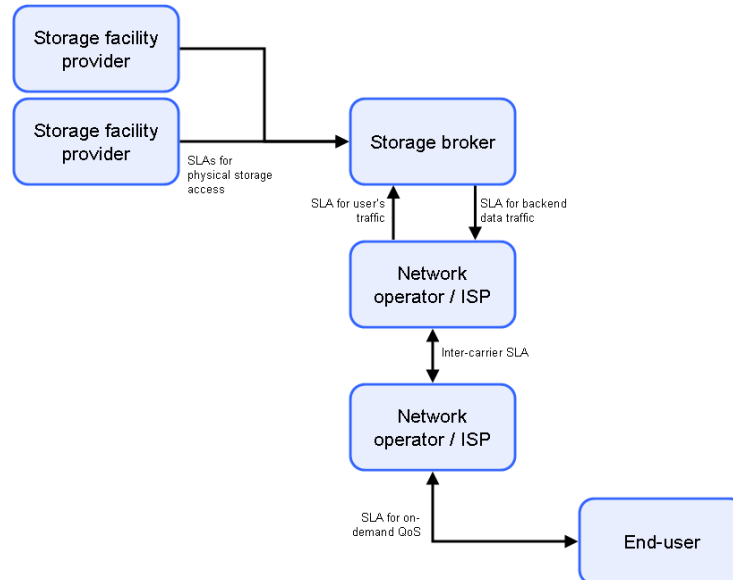 Storage facility
provider
Storage facility
provider
Storage broker
SLAs for
physical storage
access
SLA for user's
traffic
SLA for backend
data traffic
Network
operator / ISP
Inter-carrier SLA
Network
operator / ISP
SLA for on-
demand QoS
End-user